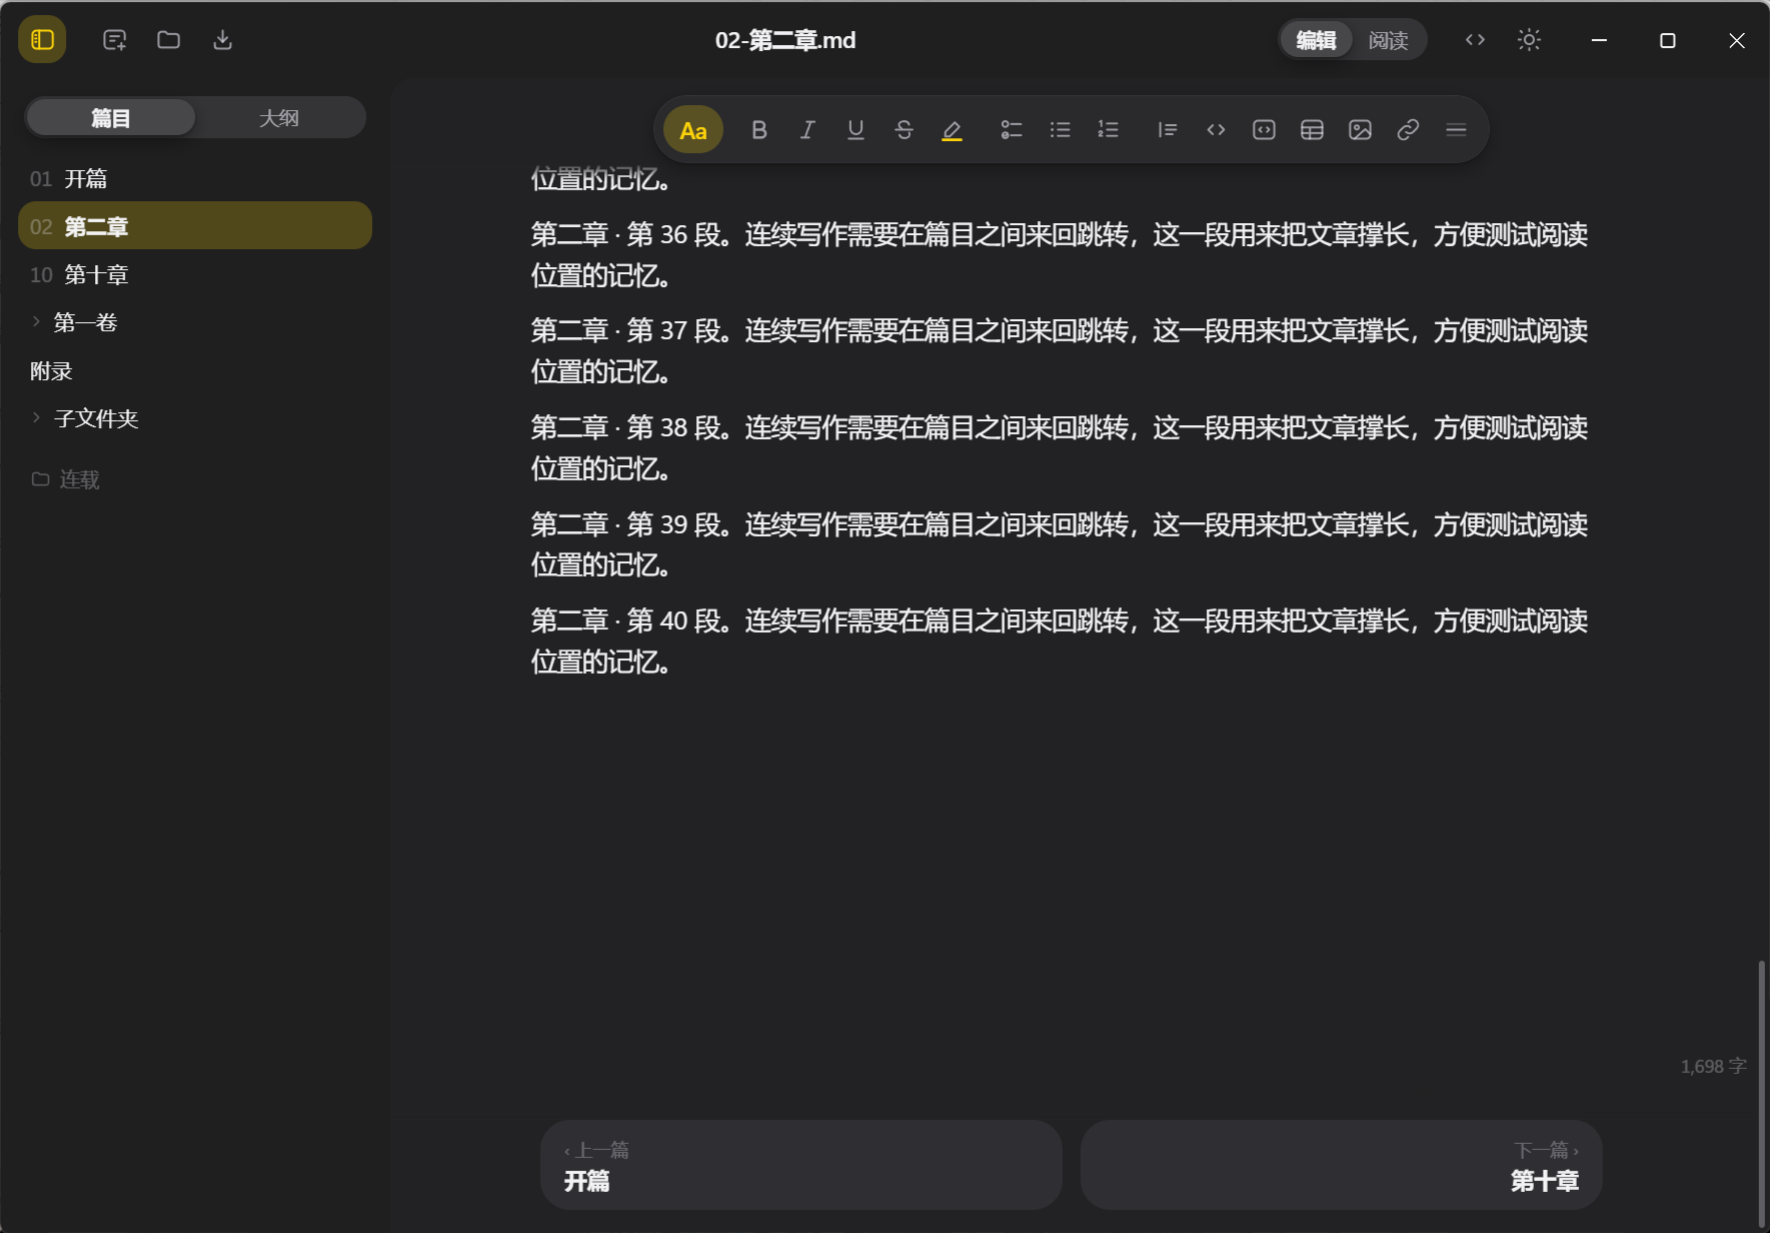 02-第二章.md
编辑
阅读
篇目
大纲
Aa
01 开篇
02 第二章
10 第十章
第一卷
附录
子文件夹
连载
位置的记忆。
第二章 · 第 36 段。连续写作需要在篇目之间来回跳转，这一段用来把文章撑长，方便测试阅读
位置的记忆。
第二章 · 第 37 段。连续写作需要在篇目之间来回跳转，这一段用来把文章撑长，方便测试阅读
位置的记忆。
第二章 · 第 38 段。连续写作需要在篇目之间来回跳转，这一段用来把文章撑长，方便测试阅读
位置的记忆。
第二章 · 第 39 段。连续写作需要在篇目之间来回跳转，这一段用来把文章撑长，方便测试阅读
位置的记忆。
第二章 · 第 40 段。连续写作需要在篇目之间来回跳转，这一段用来把文章撑长，方便测试阅读
位置的记忆。
1,698 字
‹ 上一篇
开篇
下一篇 ›
第十章